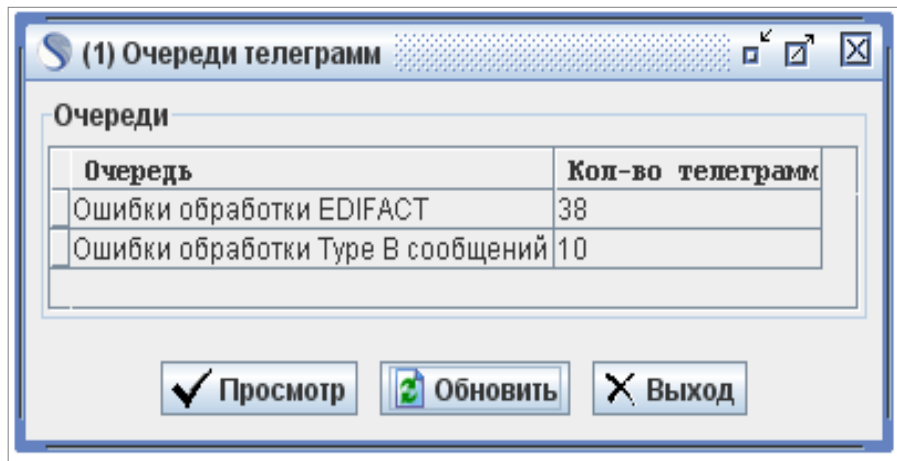 (1) Очереди телеграмм
Очереди
Очередь Кол-во телеграмм
Ошибки обработки EDIFACT 38
Ошибки обработки Type B сообщений 10
Просмотр Обновить Выход